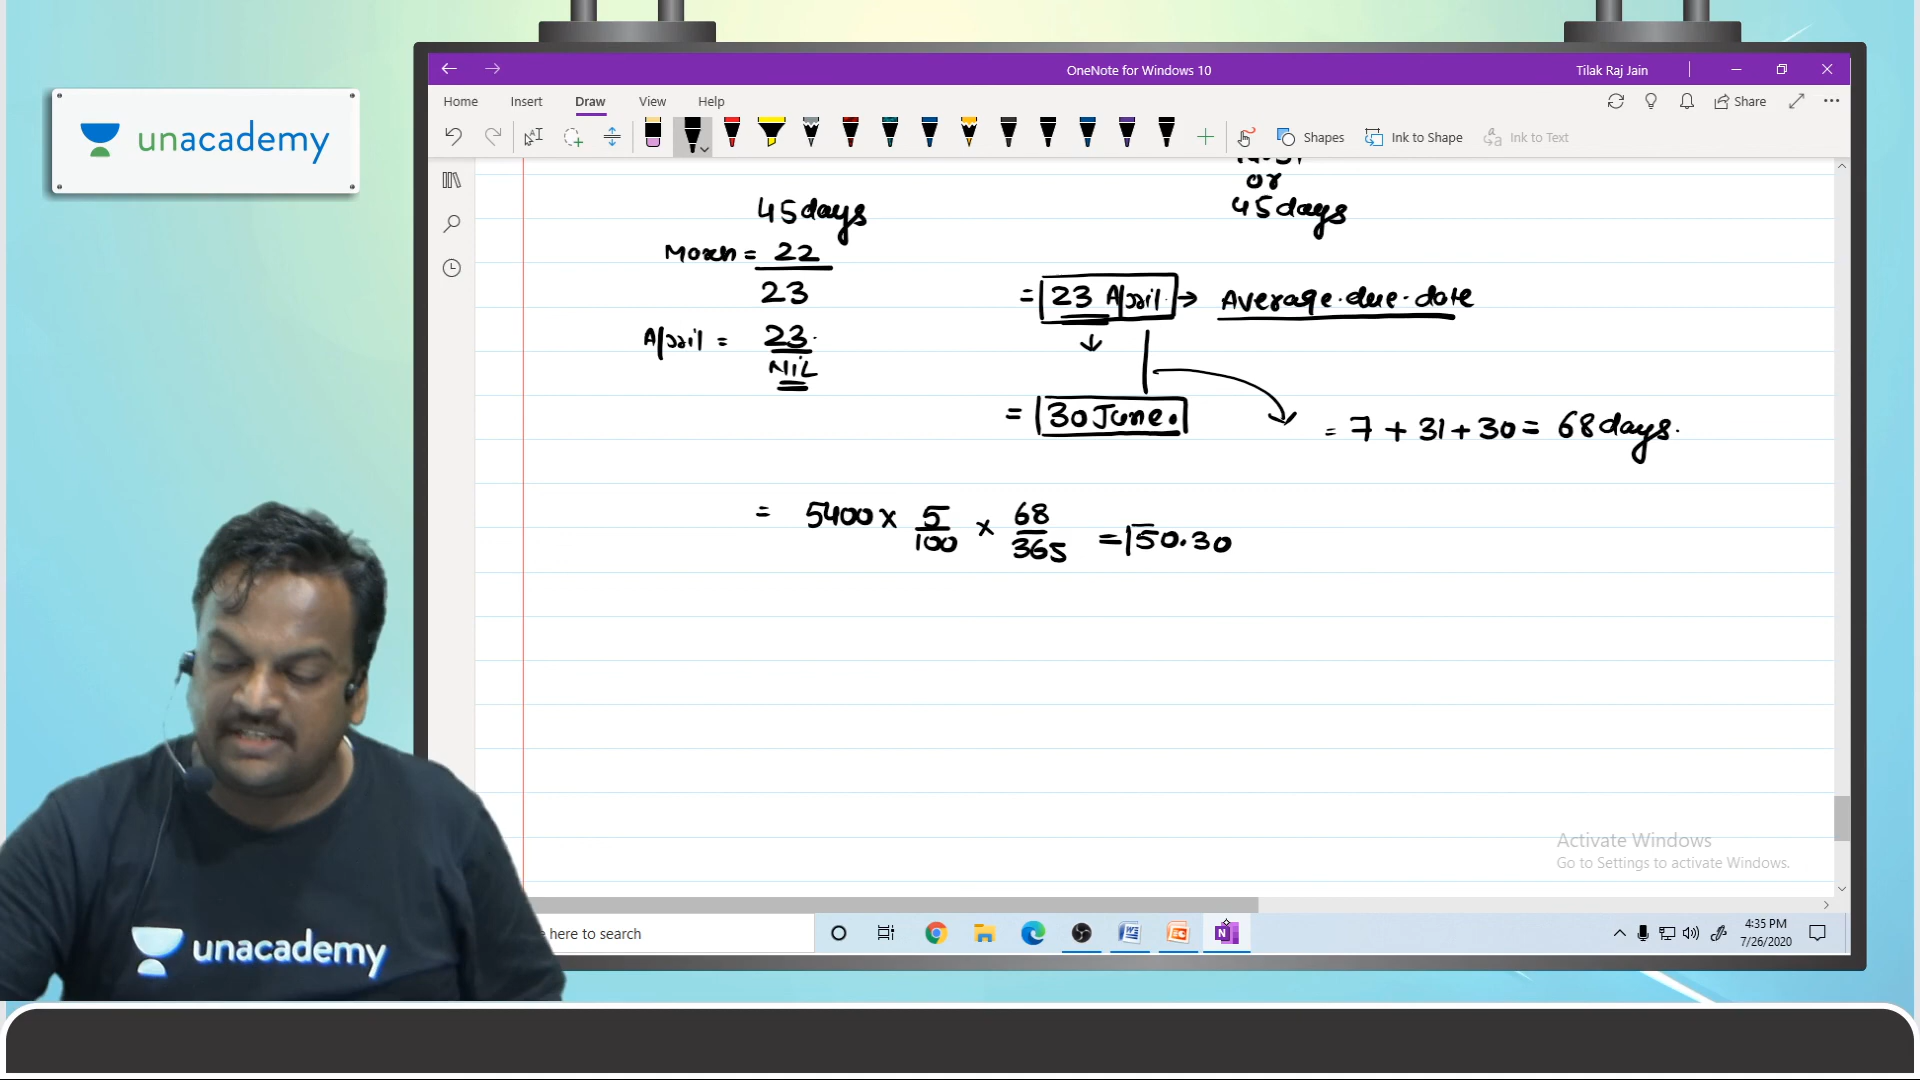 OneNote for Windows 10
Tilak Raj Jain
unacademy
Home Insert Draw View Help
Share
Shapes
Ink to Shape
Ink to Text
or
45 days
45 days
= 22
23
= 23.
NiL
= 23 April. → Average.due.date
= 30 June.
= 7 + 31 + 30 = 68 days.
= 5400 x 5/100 x 68/365 = 150.30
Activate Windows
Go to Settings to activate Windows.
here to search
4:35 PM
7/26/2020
unacademy